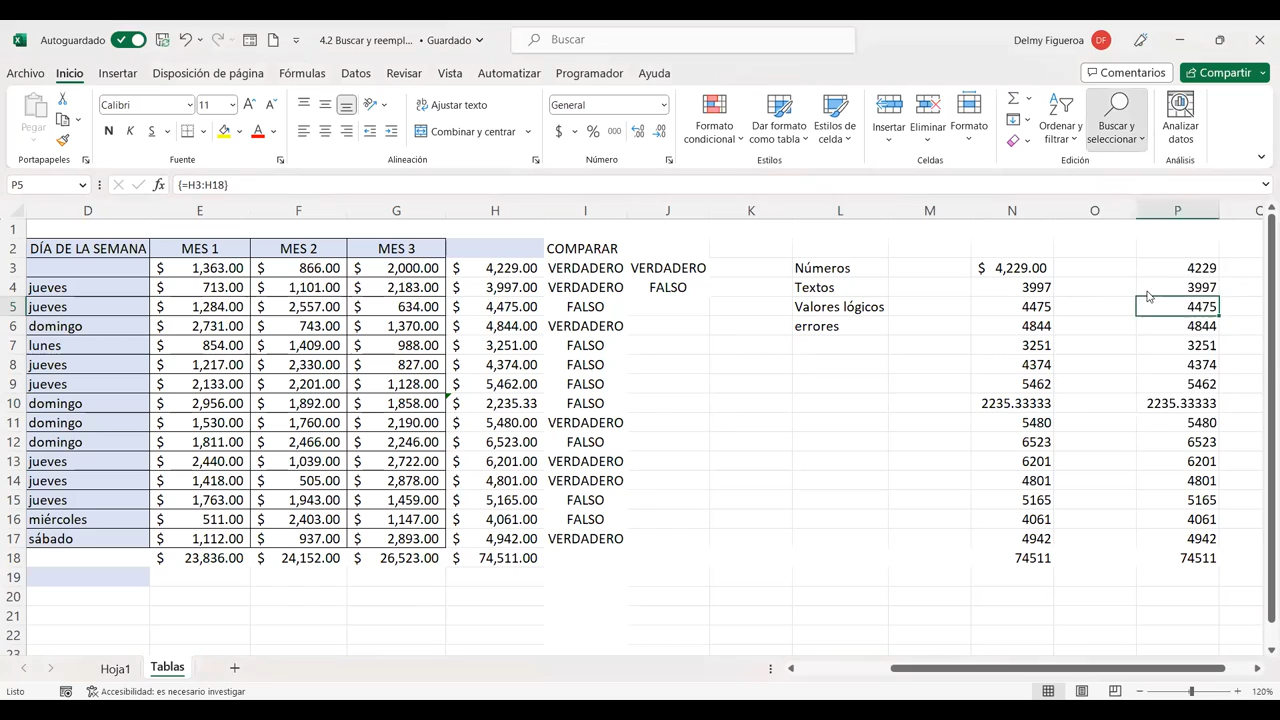 Autoguardado 4.2 Buscar y reempl... • Guardado Buscar Delmy Figueroa DF
Archivo Inicio Insertar Disposición de página Fórmulas Datos Revisar Vista Automatizar Programador Ayuda Comentarios Compartir
Pegar Calibri 11 Ajustar texto General Formato Dar formato Estilos de Insertar Eliminar Formato Ordenar y Buscar y Analizar
N K S Combinar y centrar $ % 000 condicional como tabla celda filtrar seleccionar datos
Portapapeles Fuente Alineación Número Estilos Celdas Edición Análisis
P5 fx {=H3:H18}
D E F G H I J K L M N O P
1
2 DÍA DE LA SEMANA MES 1 MES 2 MES 3 COMPARAR
3 $ 1,363.00 $ 866.00 $ 2,000.00 $ 4,229.00 VERDADERO VERDADERO Números $ 4,229.00 4229
4 jueves $ 713.00 $ 1,101.00 $ 2,183.00 $ 3,997.00 VERDADERO FALSO Textos 3997 3997
5 jueves $ 1,284.00 $ 2,557.00 $ 634.00 $ 4,475.00 FALSO Valores lógicos 4475 4475
6 domingo $ 2,731.00 $ 743.00 $ 1,370.00 $ 4,844.00 VERDADERO errores 4844 4844
7 lunes $ 854.00 $ 1,409.00 $ 988.00 $ 3,251.00 FALSO 3251 3251
8 jueves $ 1,217.00 $ 2,330.00 $ 827.00 $ 4,374.00 FALSO 4374 4374
9 jueves $ 2,133.00 $ 2,201.00 $ 1,128.00 $ 5,462.00 FALSO 5462 5462
10 domingo $ 2,956.00 $ 1,892.00 $ 1,858.00 $ 2,235.33 FALSO 2235.33333 2235.33333
11 domingo $ 1,530.00 $ 1,760.00 $ 2,190.00 $ 5,480.00 VERDADERO 5480 5480
12 domingo $ 1,811.00 $ 2,466.00 $ 2,246.00 $ 6,523.00 FALSO 6523 6523
13 jueves $ 2,440.00 $ 1,039.00 $ 2,722.00 $ 6,201.00 VERDADERO 6201 6201
14 jueves $ 1,418.00 $ 505.00 $ 2,878.00 $ 4,801.00 VERDADERO 4801 4801
15 jueves $ 1,763.00 $ 1,943.00 $ 1,459.00 $ 5,165.00 FALSO 5165 5165
16 miércoles $ 511.00 $ 2,403.00 $ 1,147.00 $ 4,061.00 FALSO 4061 4061
17 sábado $ 1,112.00 $ 937.00 $ 2,893.00 $ 4,942.00 VERDADERO 4942 4942
18 $ 23,836.00 $ 24,152.00 $ 26,523.00 $ 74,511.00 74511 74511
19
20
21
22
23
Hoja1 Tablas
Listo Accesibilidad: es necesario investigar 120%